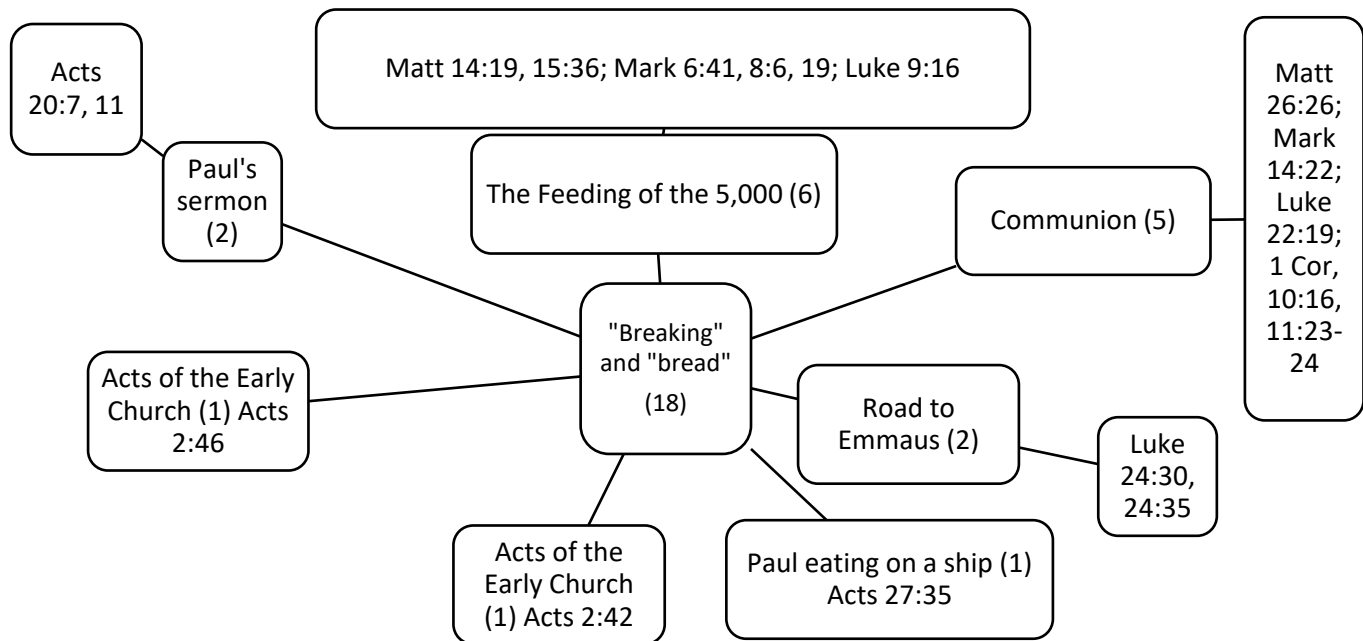 Acts
20:7, 11
Matt 14:19, 15:36; Mark 6:41, 8:6, 19; Luke 9:16
Matt
26:26;
Mark
14:22;
Luke
22:19;
1 Cor,
10:16,
11:23-
24
Paul's
sermon
(2)
The Feeding of the 5,000 (6)
Communion (5)
"Breaking"
and "bread"
(18)
Acts of the Early
Church (1) Acts
2:46
Road to
Emmaus (2)
Luke
24:30,
24:35
Acts of the
Early Church
(1) Acts 2:42
Paul eating on a ship (1)
Acts 27:35